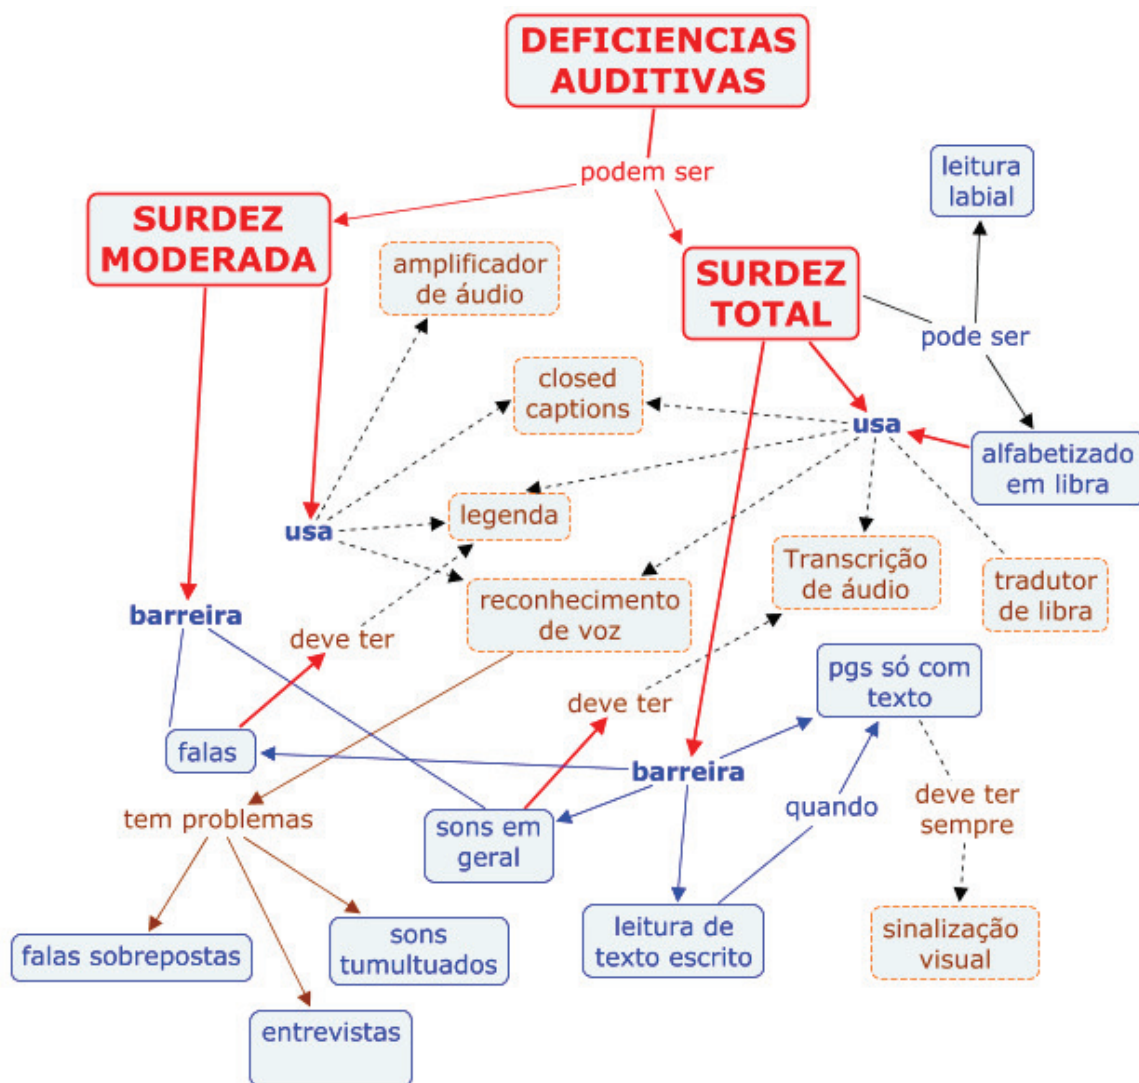 DEFICIENCIAS
AUDITIVAS
podem ser
leitura
labial
SURDEZ
MODERADA
amplificador
de áudio
SURDEZ
TOTAL
pode ser
closed
captions
usa
alfabetizado
em libra
legenda
usa
Transcrição
de áudio
tradutor
de libra
reconhecimento
de voz
barreira
deve ter
pgs só com
texto
deve ter
falas
barreira
quando
deve ter
sempre
tem problemas
sons em
geral
falas sobrepostas
sons
tumultuados
leitura de
texto escrito
sinalização
visual
entrevistas